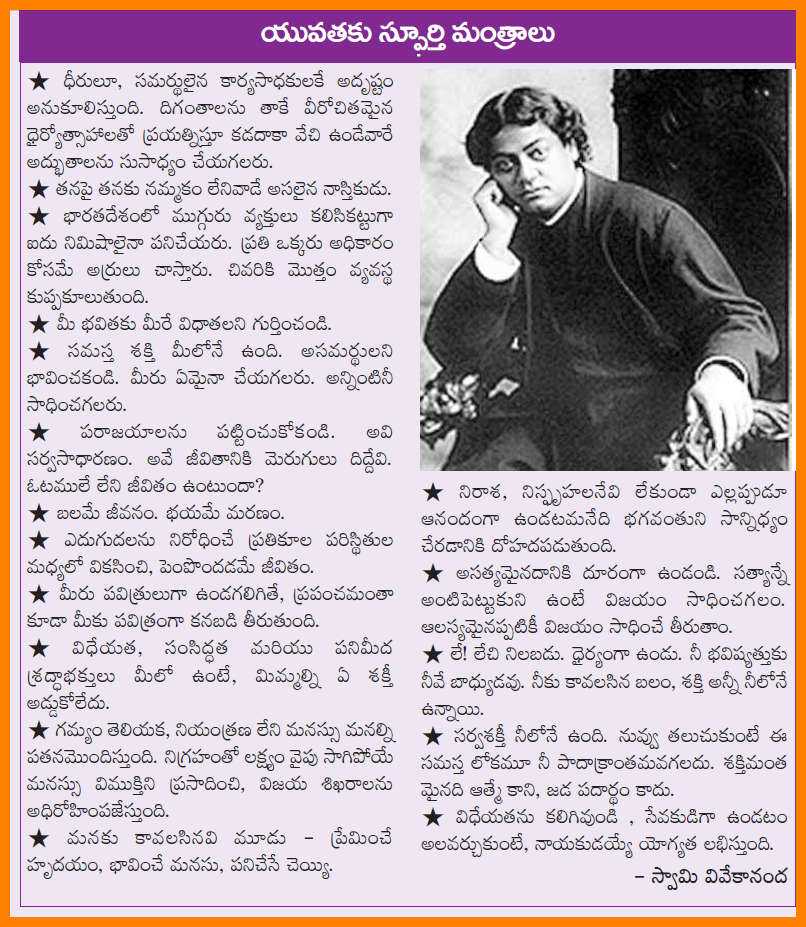 యువతకు స్ఫూర్తి మంత్రాలు
★ ధీరులూ, సమర్థులైన కార్యసాధకులకే అదృష్టం
అనుకూలిస్తుంది. దిగంతాలను తాకే వీరోచితమైన
ధైర్యోత్సాహాలతో ప్రయత్నిస్తూ కడదాకా వేచి ఉండేవారే
అద్భుతాలను సుసాధ్యం చేయగలరు.
★ తనపై తనకు నమ్మకం లేనివాడే అసలైన నాస్తికుడు.
★ భారతదేశంలో ముగ్గురు వ్యక్తులు కలిసికట్టుగా
ఐదు నిమిషాలైనా పనిచేయరు. ప్రతి ఒక్కరు అధికారం
కోసమే అర్రులు చాస్తారు. చివరికి మొత్తం వ్యవస్థ
కుప్పకూలుతుంది.
★ మీ భవితకు మీరే విధాతలని గుర్తించండి.
★ సమస్త శక్తి మీలోనే ఉంది. అసమర్థులని
భావించకండి. మీరు ఏమైనా చేయగలరు. అన్నింటినీ
సాధించగలరు.
★ పరాజయాలను పట్టించుకోకండి. అవి
సర్వసాధారణం. అవే జీవితానికి మెరుగులు దిద్దేవి.
ఓటములే లేని జీవితం ఉంటుందా?
★ బలమే జీవనం. భయమే మరణం.
★ ఎదుగుదలను నిరోధించే ప్రతికూల పరిస్థితుల
మధ్యలో వికసించి, పెంపొందడమే జీవితం.
★ మీరు పవిత్రులుగా ఉండగలిగితే, ప్రపంచమంతా
కూడా మీకు పవిత్రంగా కనబడి తీరుతుంది.
★ విధేయత, సంసిద్ధత మరియు పనిమీద
శ్రద్ధాభక్తులు మీలో ఉంటే, మిమ్మల్ని ఏ శక్తీ
అడ్డుకోలేదు.
★ గమ్యం తెలియక, నియంత్రణ లేని మనస్సు మనల్ని
పతనమొందిస్తుంది. నిగ్రహంతో లక్ష్యం వైపు సాగిపోయే
మనస్సు విముక్తిని ప్రసాదించి, విజయ శిఖరాలను
అధిరోహింపజేస్తుంది.
★ మనకు కావలసినవి మూడు – ప్రేమించే
హృదయం, భావించే మనసు, పనిచేసే చెయ్యి.
★ నిరాశ, నిస్పృహలనేవి లేకుండా ఎల్లప్పుడూ
ఆనందంగా ఉండటమనేది భగవంతుని సాన్నిధ్యం
చేరడానికి దోహదపడుతుంది.
★ అసత్యమైనదానికి దూరంగా ఉండండి. సత్యాన్నే
అంటిపెట్టుకుని ఉంటే విజయం సాధించగలం.
ఆలస్యమైనప్పటికీ విజయం సాధించే తీరుతాం.
★ లే! లేచి నిలబడు. ధైర్యంగా ఉండు. నీ భవిష్యత్తుకు
నీవే బాధ్యుడవు. నీకు కావలసిన బలం, శక్తి అన్నీ నీలోనే
ఉన్నాయి.
★ సర్వశక్తీ నీలోనే ఉంది. నువ్వు తలుచుకుంటే ఈ
సమస్త లోకమూ నీ పాదాక్రాంతమవగలదు. శక్తిమంత
మైనది ఆత్మే కాని, జడ పదార్థం కాదు.
★ విధేయతను కలిగివుండి , సేవకుడిగా ఉండటం
అలవర్చుకుంటే, నాయకుడయ్యే యోగ్యత లభిస్తుంది.
– స్వామి వివేకానంద